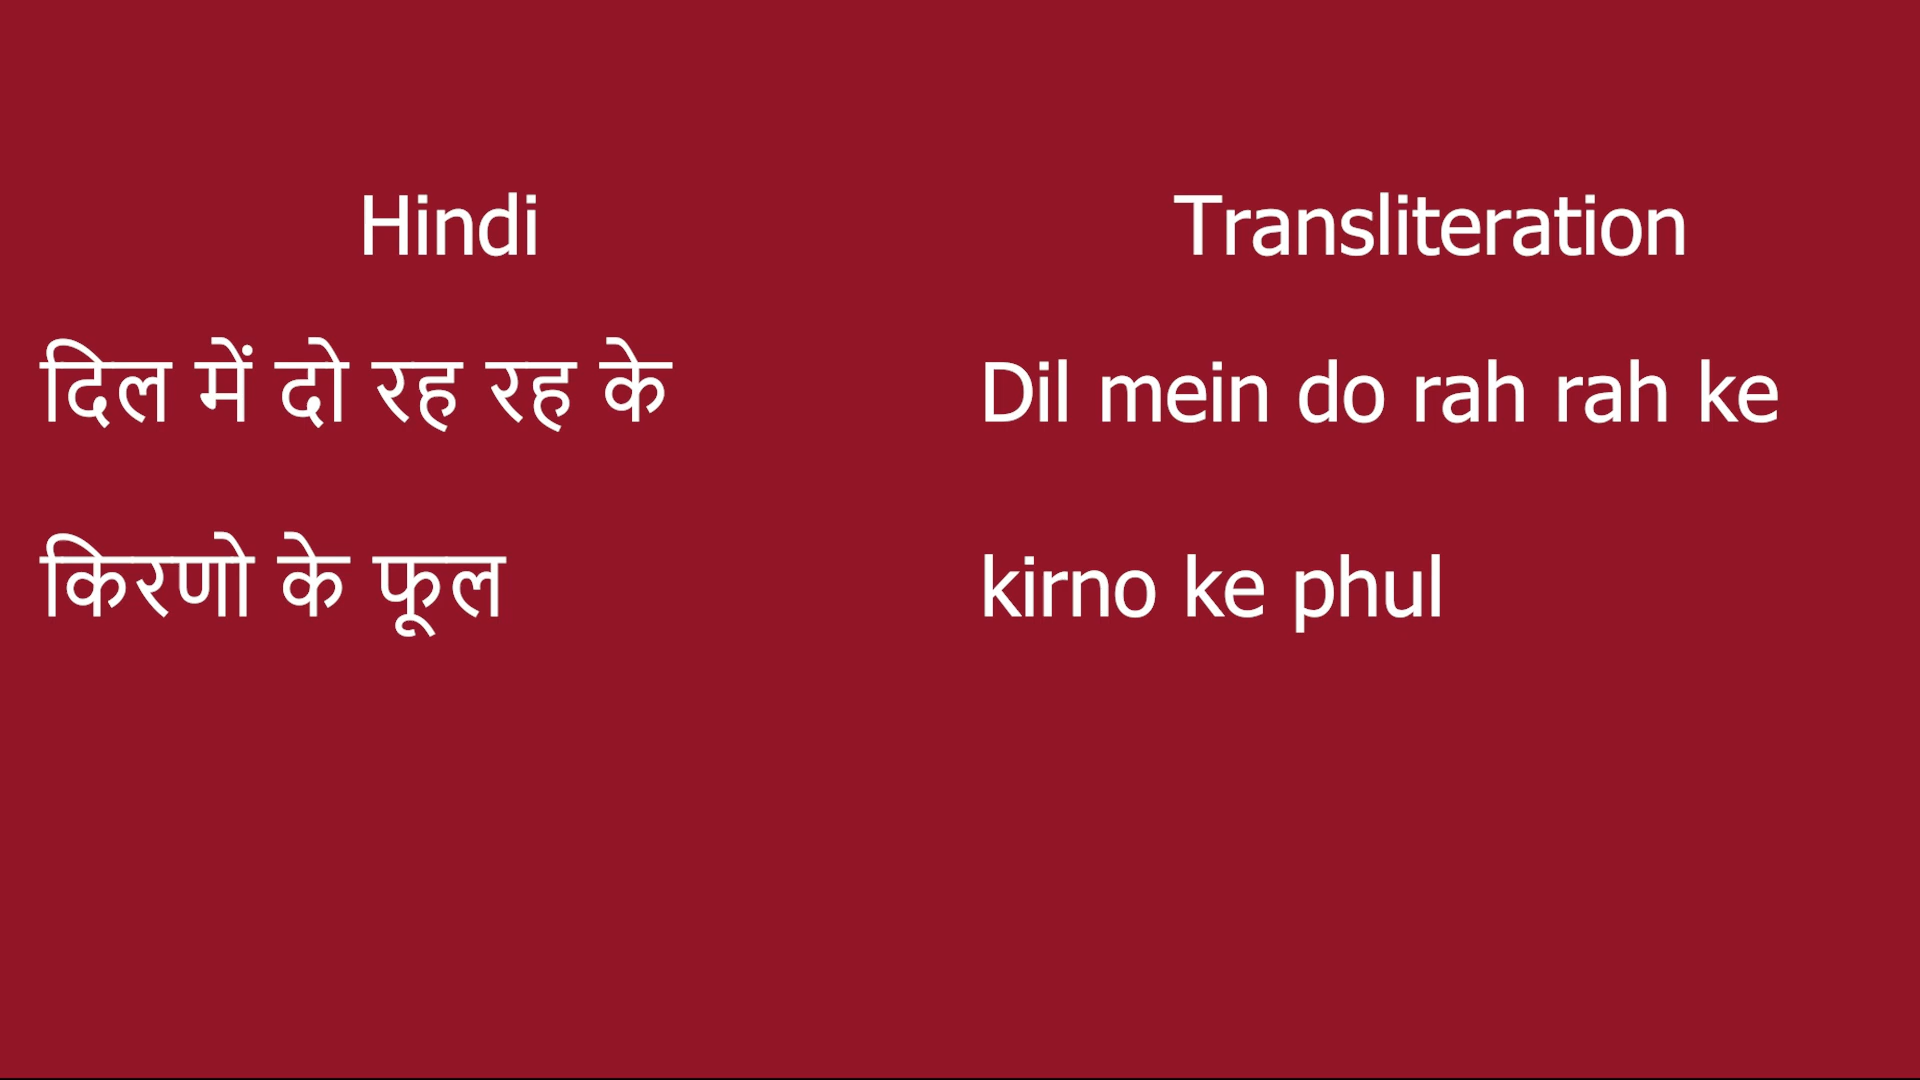 Hindi Transliteration
दिल में दो रह रह के Dil mein do rah rah ke
किरणो के फूल kirno ke phul